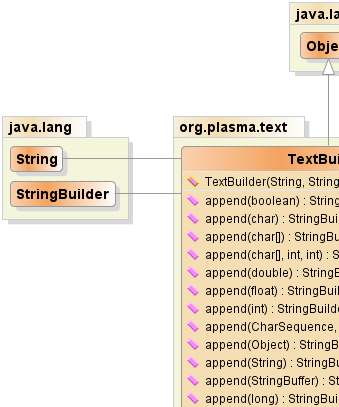 java.la
Obje
java.lang
String
StringBuilder
org.plasma.text
TextBui
TextBuilder(String, String
append(boolean) : String
append(char) : StringBui
append(char[]) : StringBu
append(char[], int, int) : S
append(double) : StringB
append(float) : StringBuil
append(int) : StringBuilde
append(CharSequence,
append(Object) : StringB
append(String) : StringBu
append(StringBuffer) : St
append(long) : StringBuil